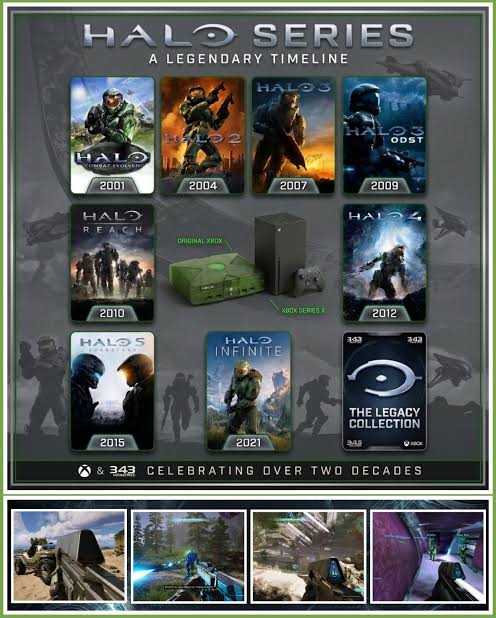 HALO SERIES
A LEGENDARY TIMELINE
HALO
COMBAT EVOLVED
2001
HALO 2
2004
HALO 3
2007
HALO 3
ODST
2009
HALO
REACH
2010
ORIGINAL XBOX
XBOX SERIES X
HALO 4
2012
HALO 5
GUARDIANS
2015
HALO
INFINITE
2021
343
THE LEGACY
COLLECTION
XBOX
& 343 INDUSTRIES CELEBRATING OVER TWO DECADES